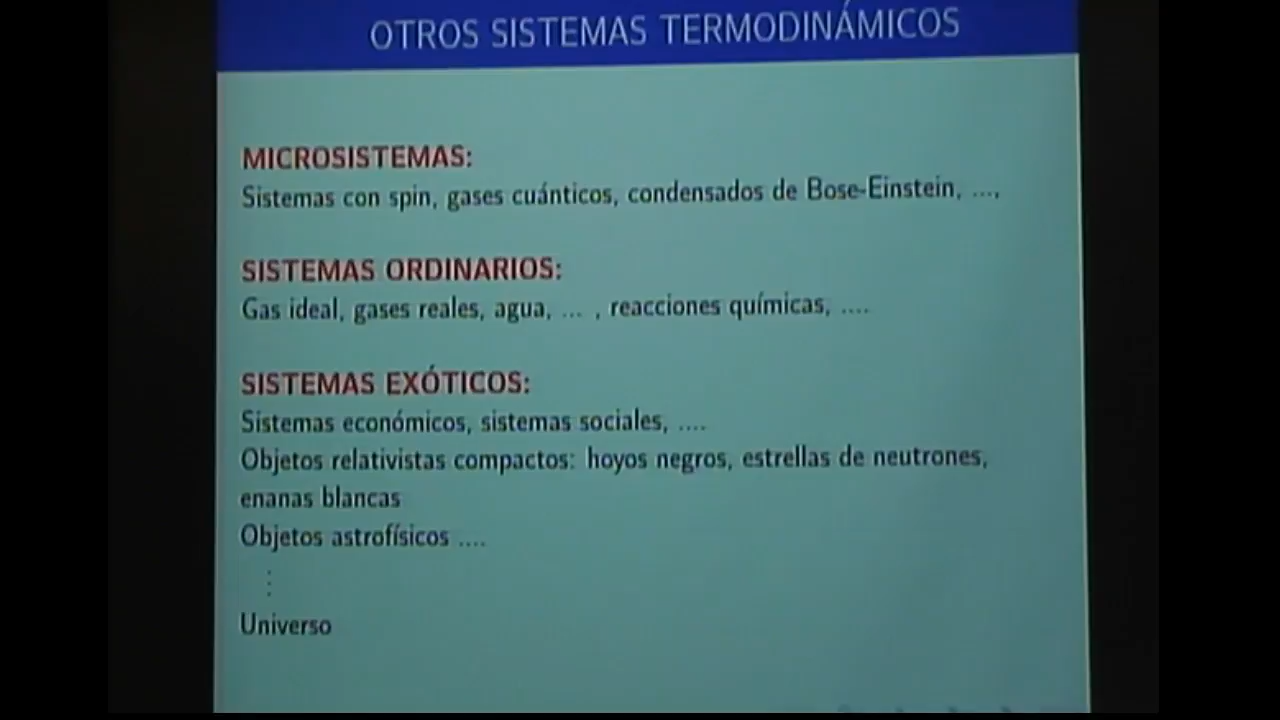 OTROS SISTEMAS TERMODINÁMICOS
MICROSISTEMAS:
Sistemas con spin, gases cuánticos, condensados de Bose-Einstein, ....
SISTEMAS ORDINARIOS:
Gas ideal, gases reales, agua, ... , reacciones químicas, ....
SISTEMAS EXÓTICOS:
Sistemas económicos, sistemas sociales, ....
Objetos relativistas compactos: hoyos negros, estrellas de neutrones,
enanas blancas
Objetos astrofísicos ....
⋮
Universo